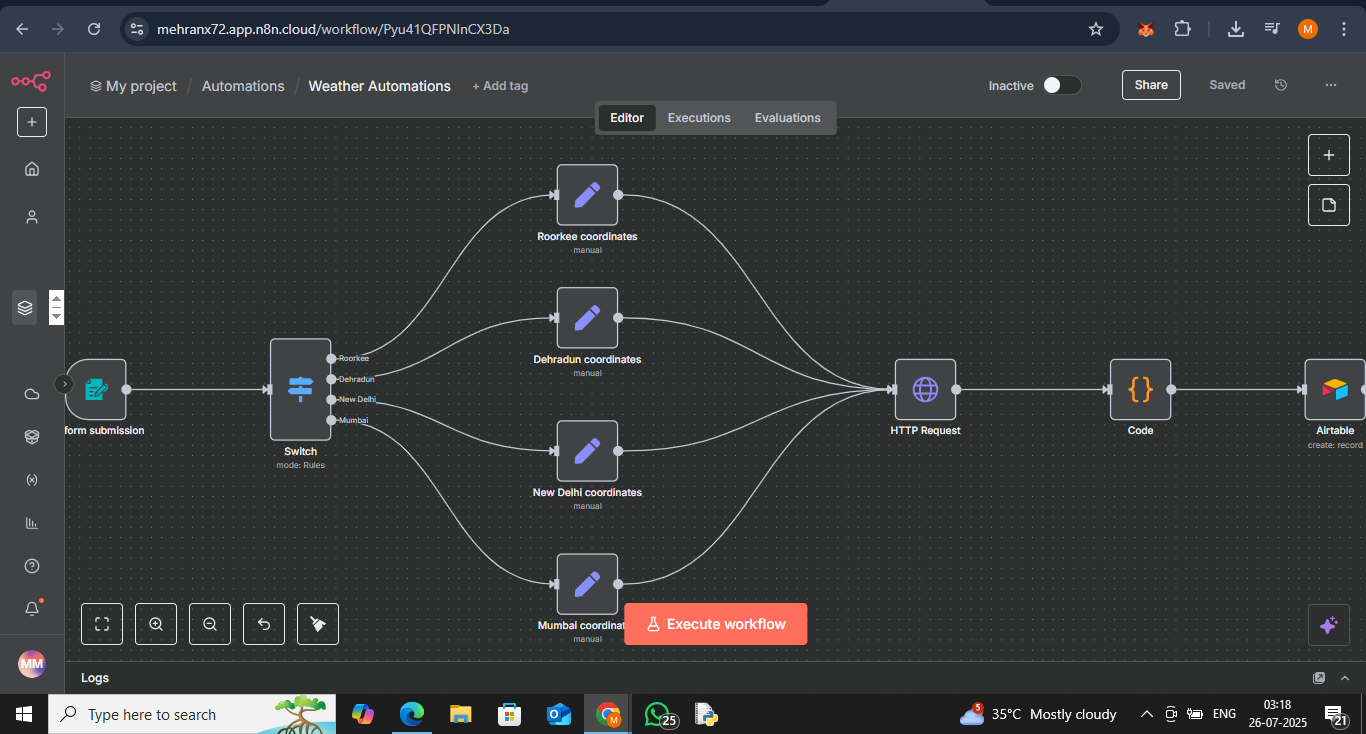 mehranx72.app.n8n.cloud/workflow/Pyu41QFPNInCX3Da
M
My project / Automations / Weather Automations + Add tag
Inactive
Share
Saved
Editor Executions Evaluations
Roorkee coordinates
manual
Dehradun coordinates
manual
Roorkee
Dehradun
New Delhi
Mumbai
form submission
Switch
mode: Rules
HTTP Request
Code
Airtable
create: record
New Delhi coordinates
manual
Mumbai coordinat
manual
Execute workflow
MM
Logs
Type here to search
M
25
5
35°C Mostly cloudy
ENG
03:18
26-07-2025
21